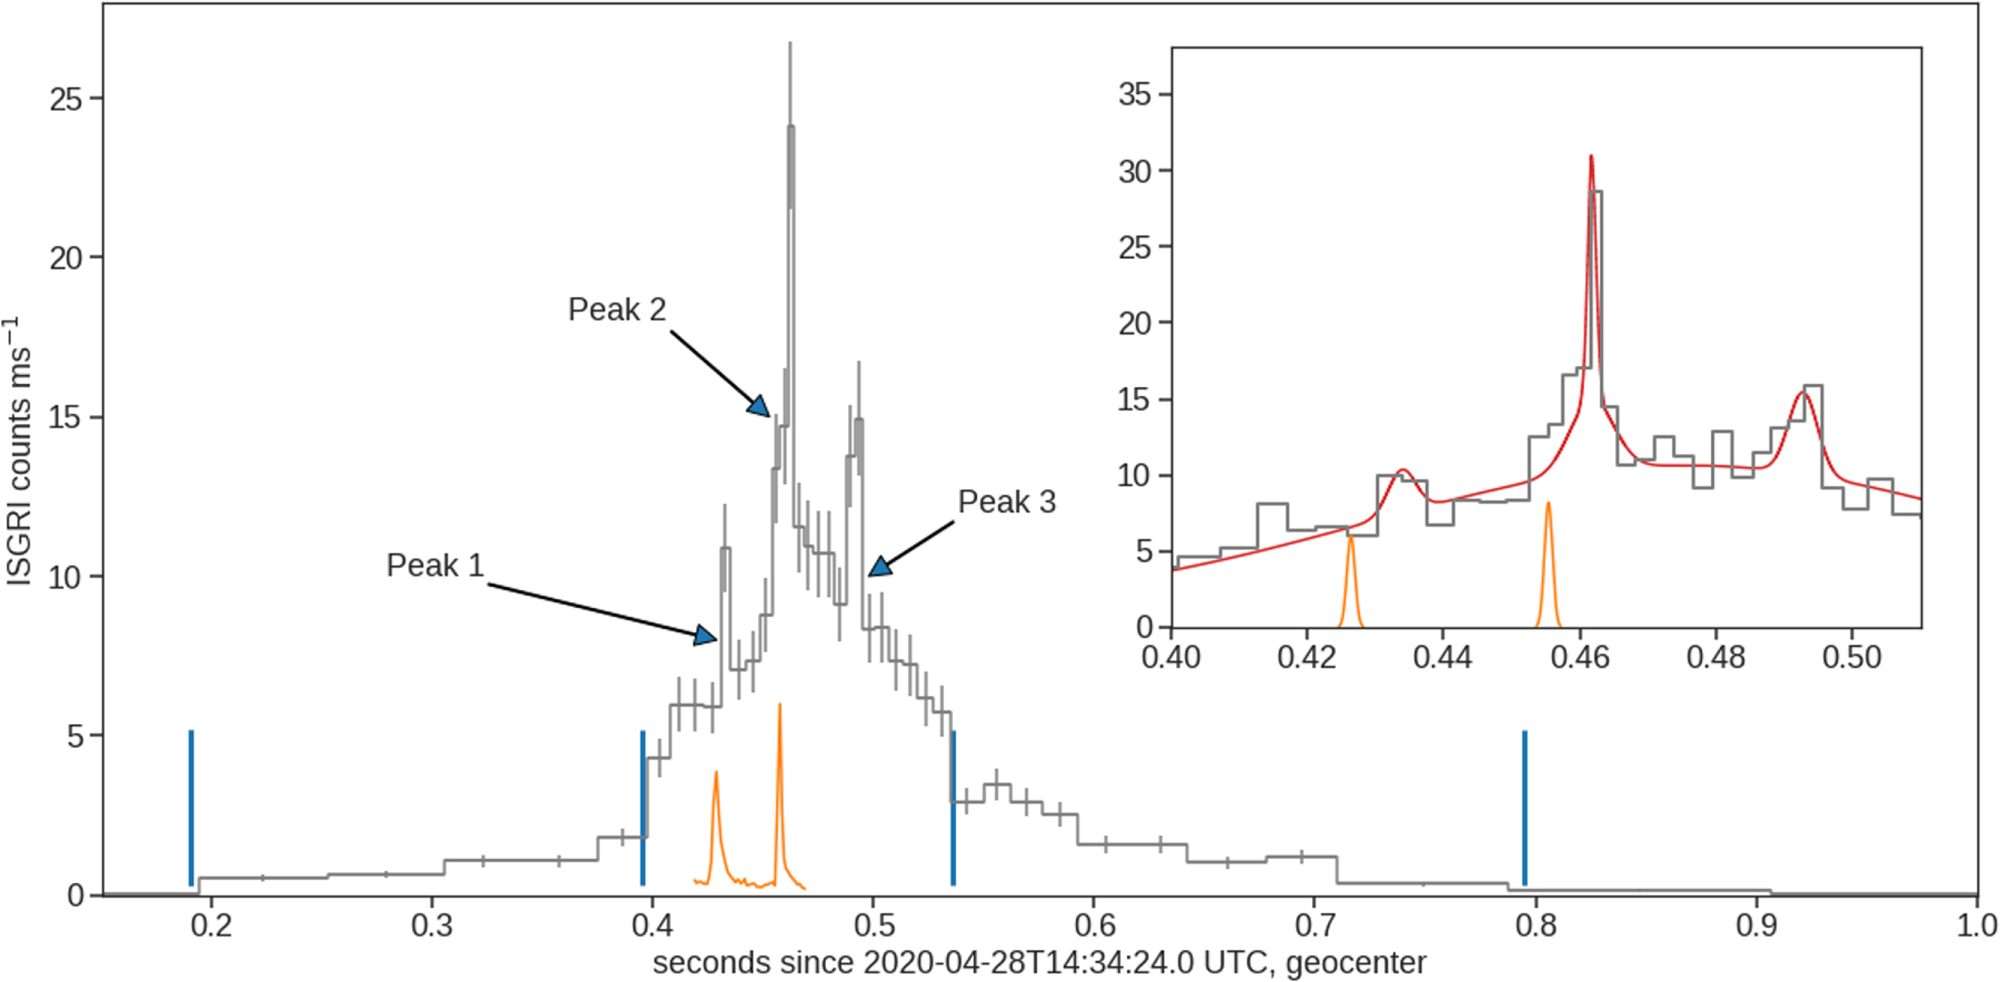 ISGRI counts ms⁻¹
25
20
15
10
5
0
Peak 1
Peak 2
Peak 3
35
30
25
20
15
10
5
0
0.40 0.42 0.44 0.46 0.48 0.50
0.2 0.3 0.4 0.5 0.6 0.7 0.8 0.9 1.0
seconds since 2020-04-28T14:34:24.0 UTC, geocenter